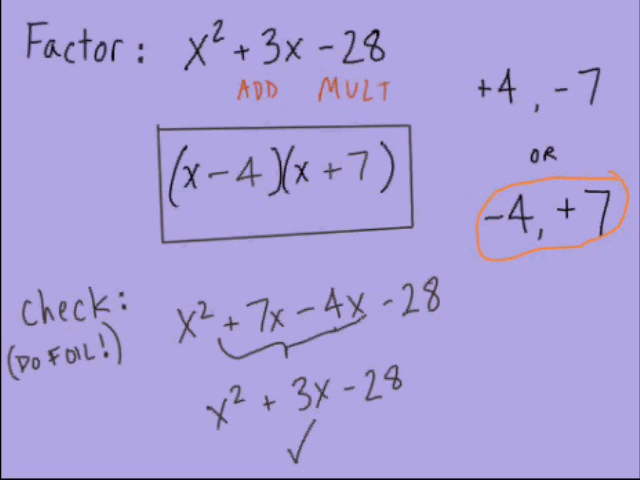 Factor: x² + 3x - 28
ADD MULT
+4, -7
OR
-4, +7
(x - 4)(x + 7)
Check:
(DO FOIL!)
x² + 7x - 4x - 28
x² + 3x - 28
✓